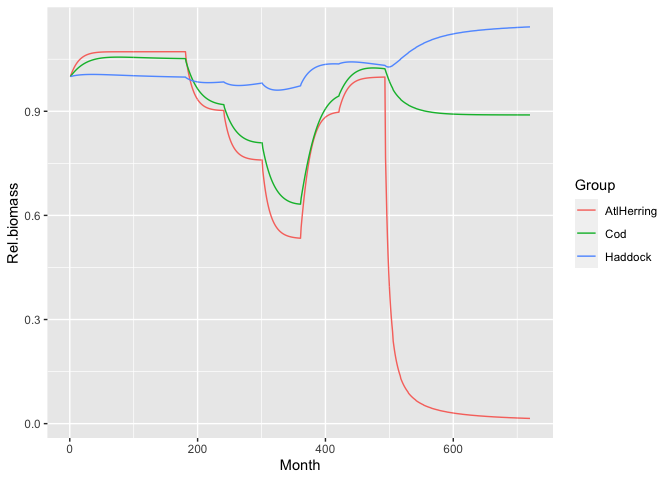 Rel.biomass
0.9
0.6
0.3
0.0
0
200
400
600
Month
Group
AtlHerring
Cod
Haddock